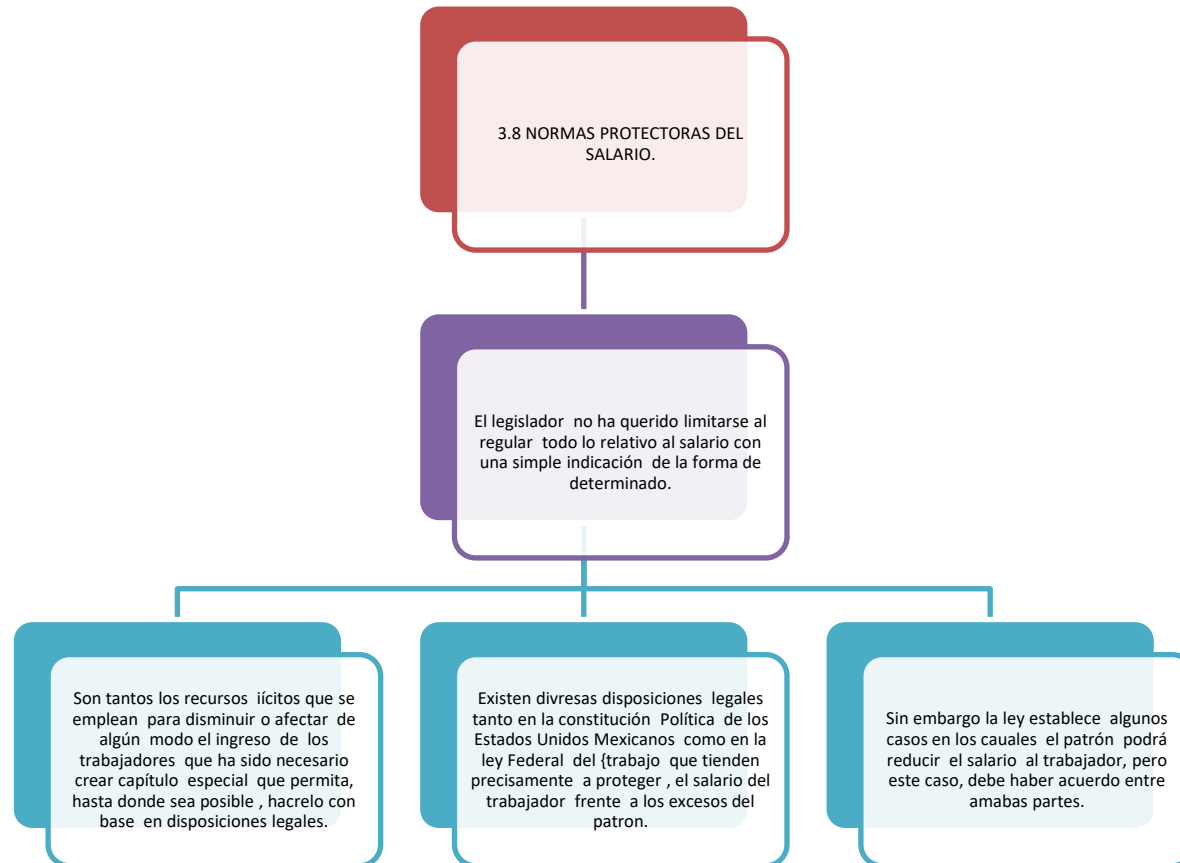 3.8 NORMAS PROTECTORAS DEL
SALARIO.
El legislador no ha querido limitarse al
regular todo lo relativo al salario con
una simple indicación de la forma de
determinado.
Son tantos los recursos iícitos que se
emplean para disminuir o afectar de
algún modo el ingreso de los
trabajadores que ha sido necesario
crear capítulo especial que permita,
hasta donde sea posible , hacrelo con
base en disposiciones legales.
Existen divresas disposiciones legales
tanto en la constitución Política de los
Estados Unidos Mexicanos como en la
ley Federal del {trabajo que tienden
precisamente a proteger , el salario del
trabajador frente a los excesos del
patron.
Sin embargo la ley establece algunos
casos en los cauales el patrón podrá
reducir el salario al trabajador, pero
este caso, debe haber acuerdo entre
amabas partes.